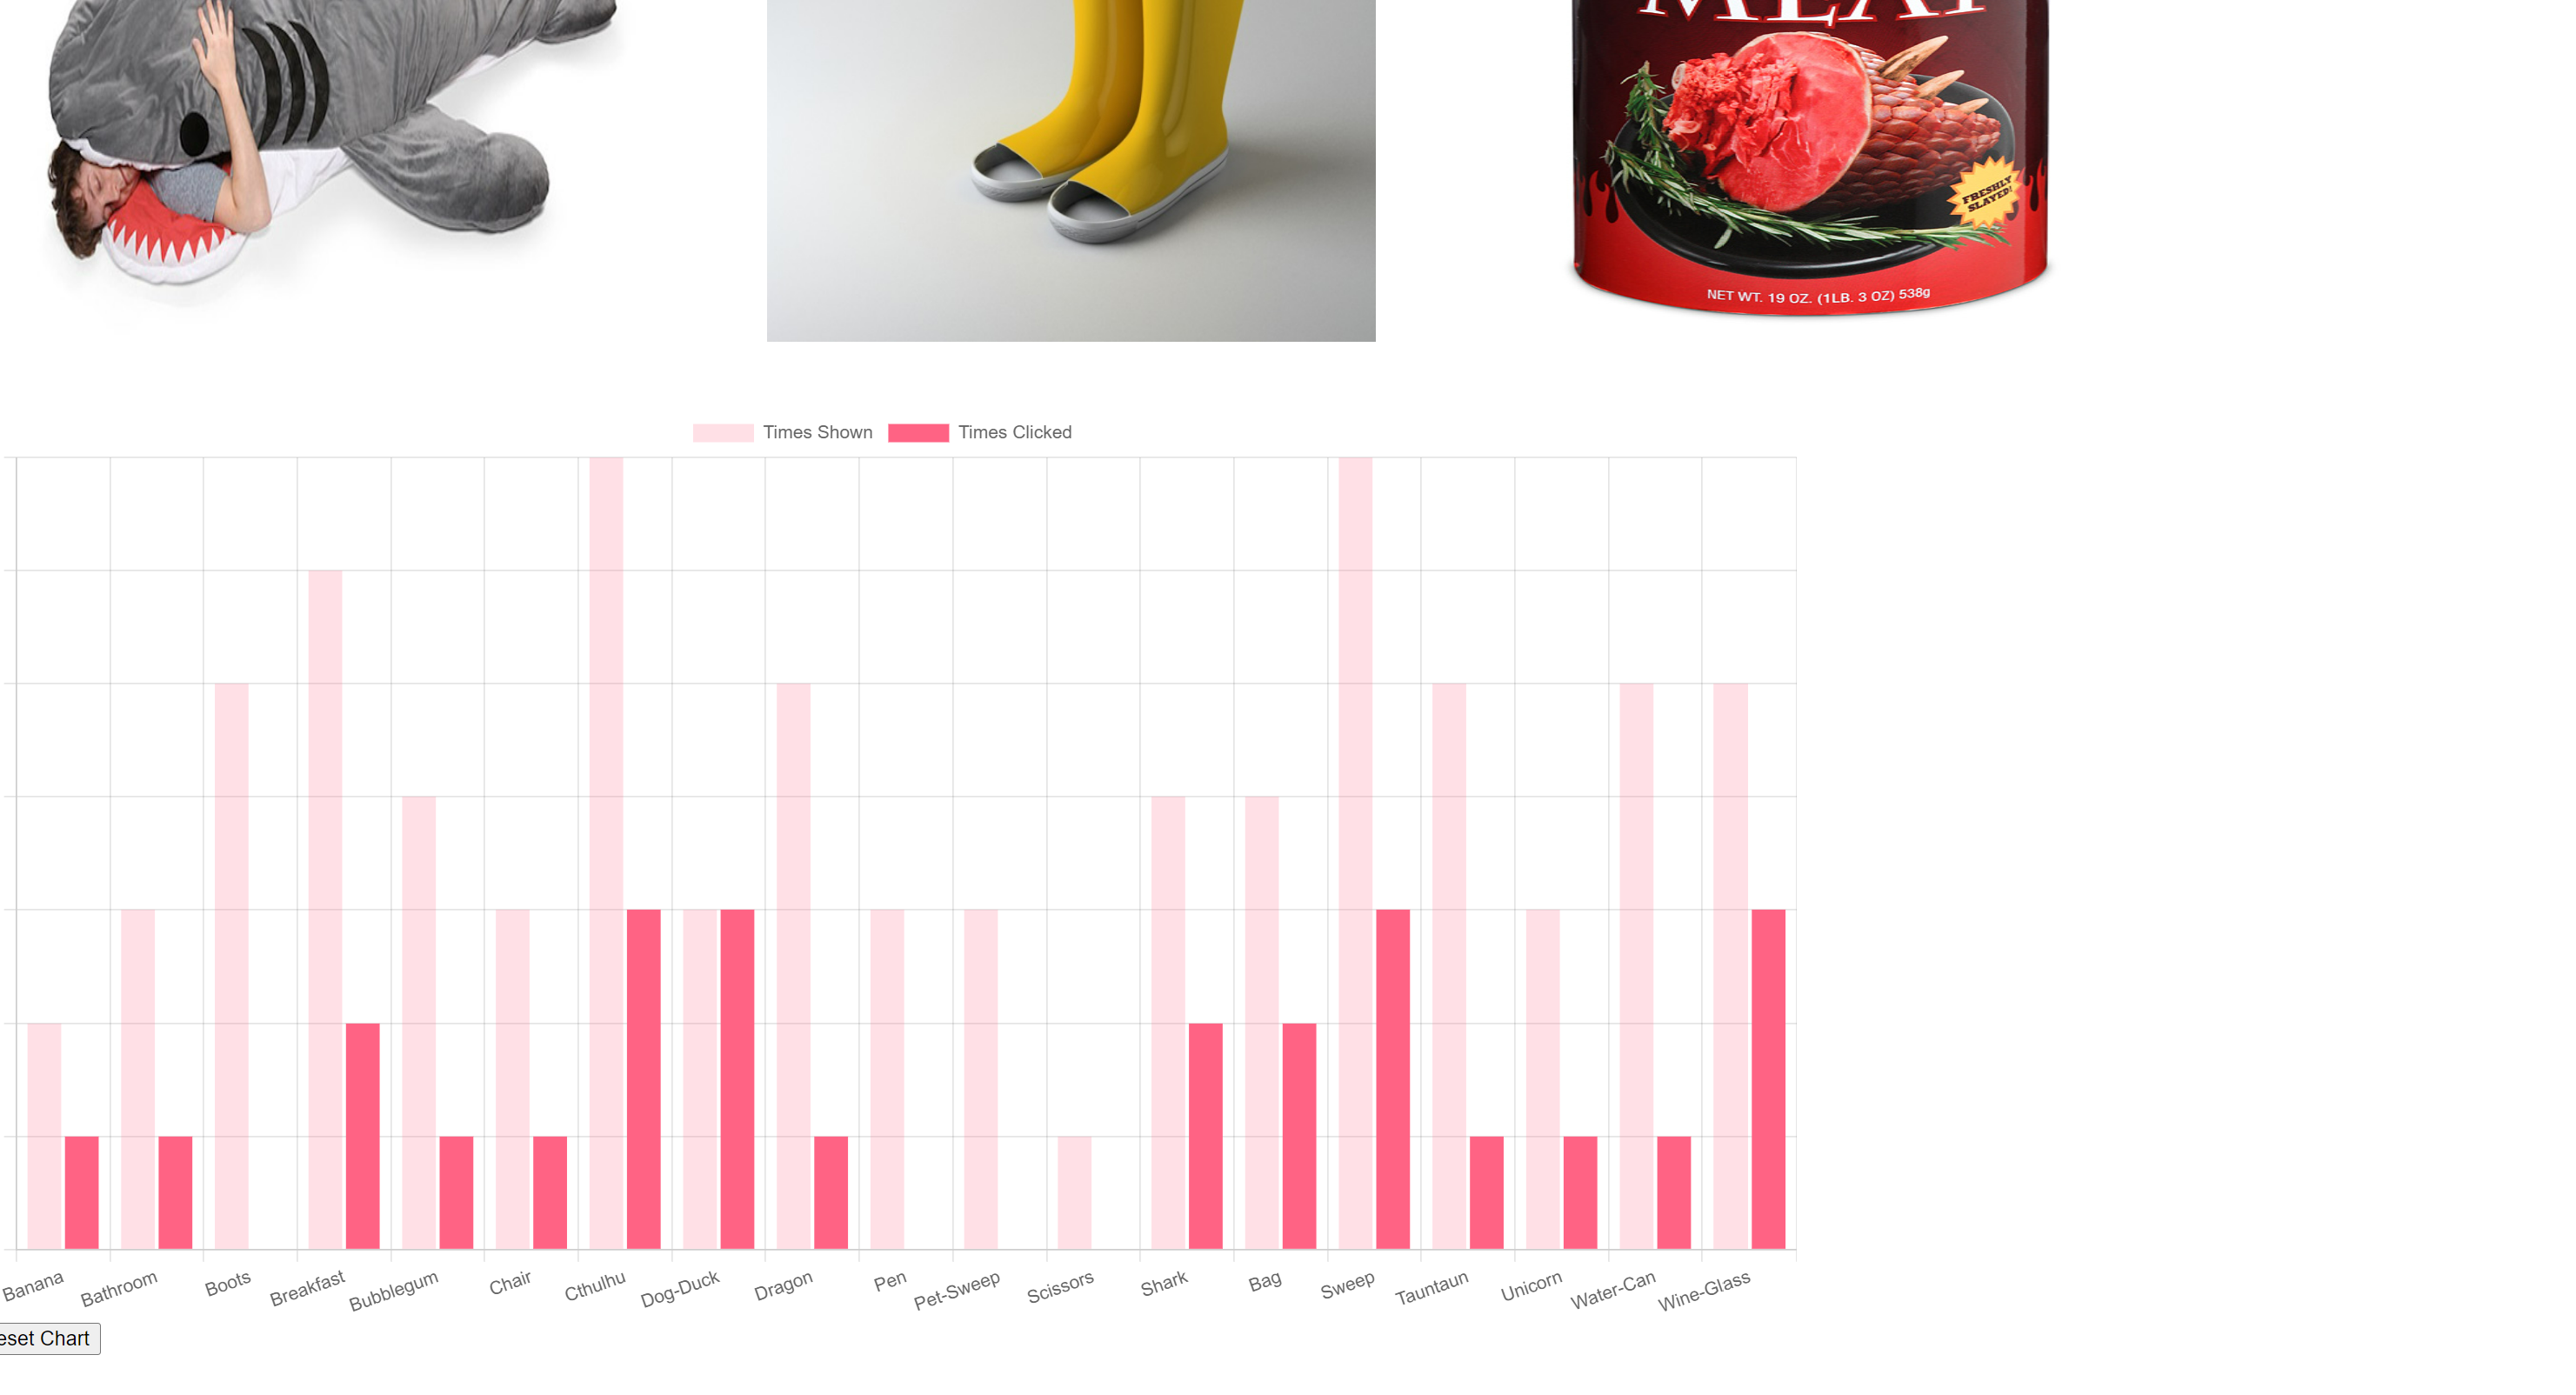 MEAT
FRESHLY
SLAYED!
NET WT. 19 OZ. (1LB. 3 OZ) 538g
Times Shown Times Clicked
Banana Bathroom Boots Breakfast Bubblegum Chair Cthulhu Dog-Duck Dragon Pen Pet-Sweep Scissors Shark Bag Sweep Tauntaun Unicorn Water-Can Wine-Glass
eset Chart